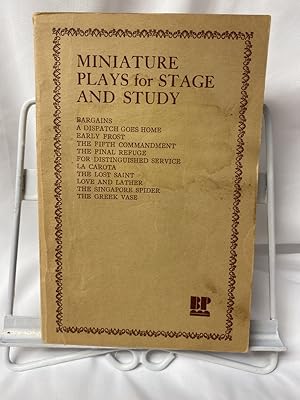 MINIATURE
PLAYS for STAGE
AND STUDY
BARGAINS
A DISPATCH GOES HOME
EARLY FROST
THE FIFTH COMMANDMENT
THE FINAL REFUGE
FOR DISTINGUISHED SERVICE
LA CAROTA
THE LOST SAINT
LOVE AND LATHER
THE SINGAPORE SPIDER
THE GREEK VASE
BP